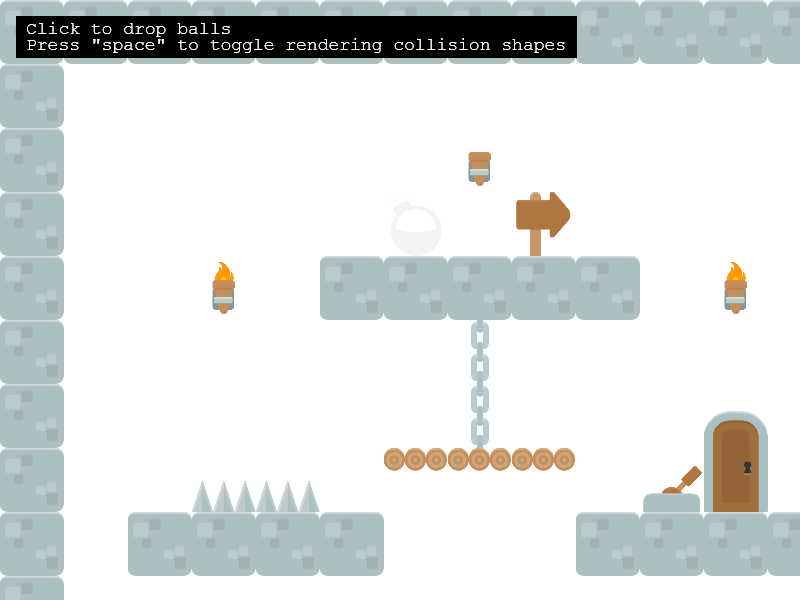 Click to drop balls
Press "space" to toggle rendering collision shapes